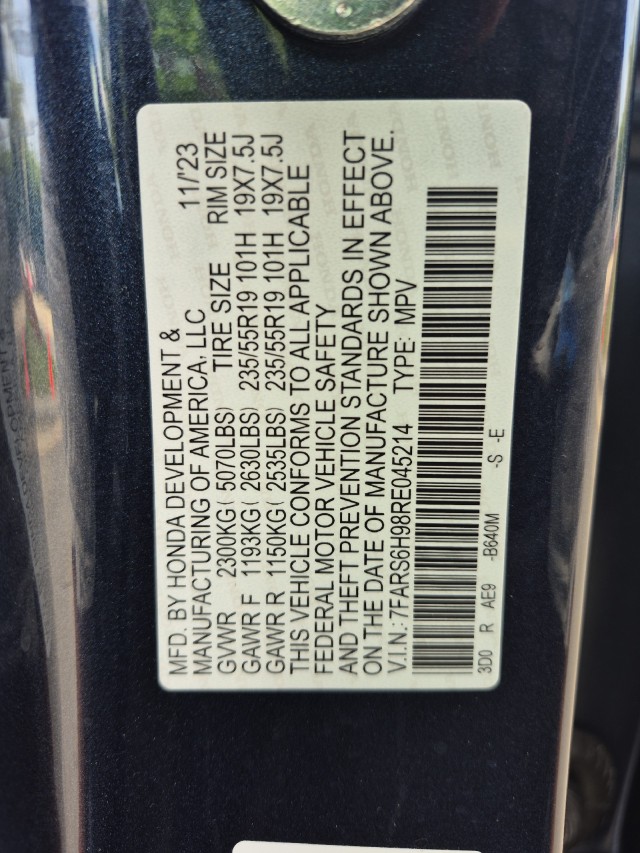 MFD. BY HONDA DEVELOPMENT & 11/'23
MANUFACTURING OF AMERICA, LLC
GVWR 2300KG( 5070LBS) TIRE SIZE RIM SIZE
GAWR F 1193KG( 2630LBS) 235/55R19 101H 19X7.5J
GAWR R 1150KG( 2535LBS) 235/55R19 101H 19X7.5J
THIS VEHICLE CONFORMS TO ALL APPLICABLE
FEDERAL MOTOR VEHICLE SAFETY
AND THEFT PREVENTION STANDARDS IN EFFECT
ON THE DATE OF MANUFACTURE SHOWN ABOVE.
V.I.N.:7FARS6H98RE045214 TYPE: MPV
3D0 R AE9 -B640M -S -E